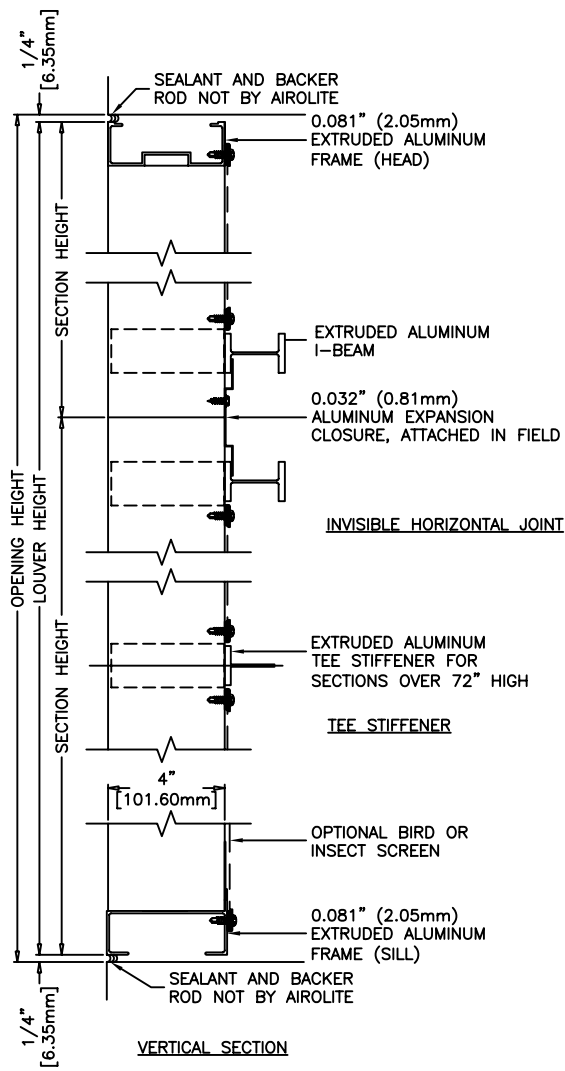 1/4"
[6.35mm]
SEALANT AND BACKER
ROD NOT BY AIROLITE
0.081" (2.05mm)
EXTRUDED ALUMINUM
FRAME (HEAD)
SECTION HEIGHT
EXTRUDED ALUMINUM
I-BEAM
0.032" (0.81mm)
ALUMINUM EXPANSION
CLOSURE, ATTACHED IN FIELD
OPENING HEIGHT
LOUVER HEIGHT
INVISIBLE HORIZONTAL JOINT
SECTION HEIGHT
EXTRUDED ALUMINUM
TEE STIFFENER FOR
SECTIONS OVER 72" HIGH
TEE STIFFENER
4"
[101.60mm]
OPTIONAL BIRD OR
INSECT SCREEN
0.081" (2.05mm)
EXTRUDED ALUMINUM
FRAME (SILL)
SEALANT AND BACKER
ROD NOT BY AIROLITE
1/4"
[6.35mm]
VERTICAL SECTION